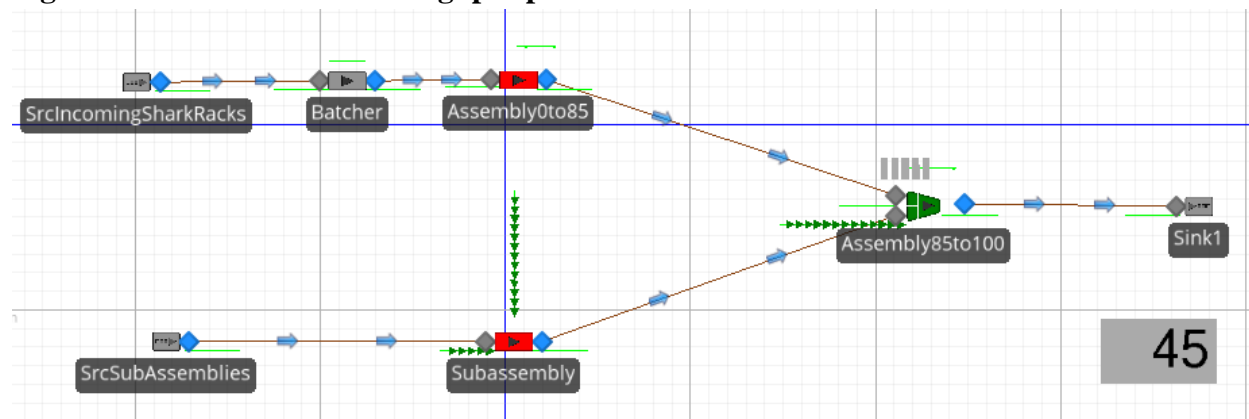 SrcIncomingSharkRacks
Batcher
Assembly0to85
Assembly85to100
Sink1
SrcSubAssemblies
Subassembly
45